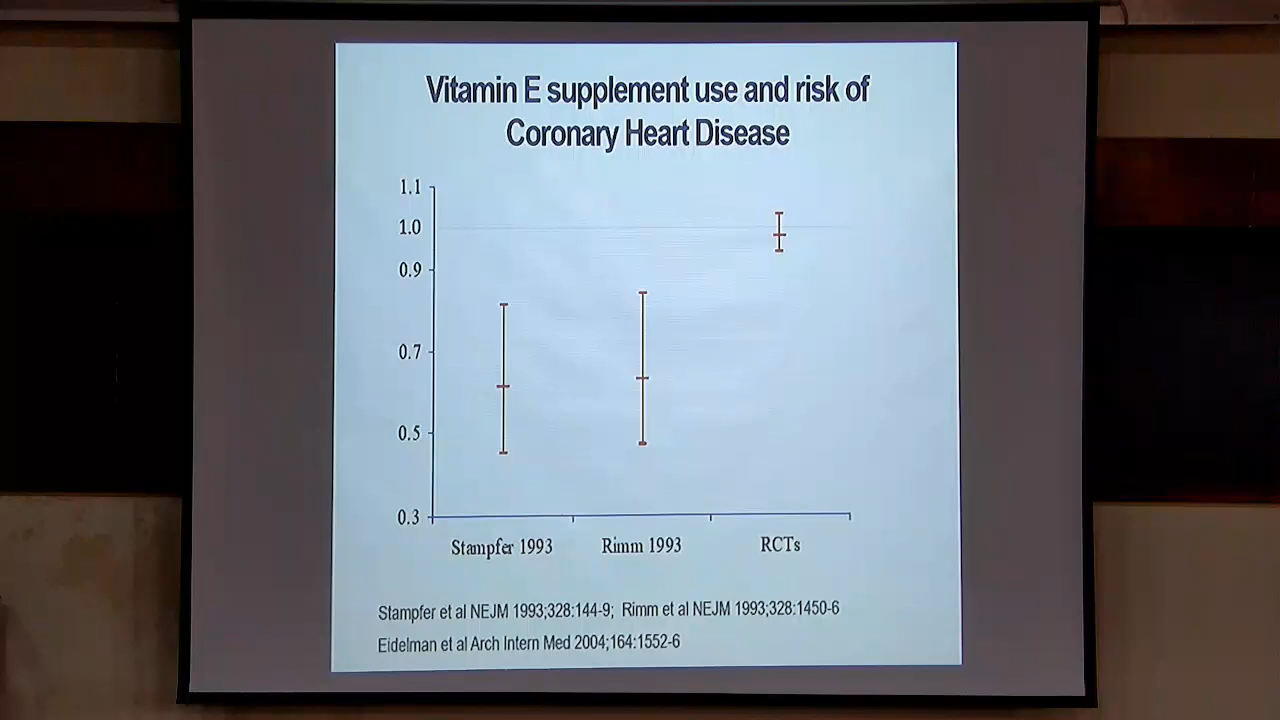 Vitamin E supplement use and risk of
Coronary Heart Disease
1.1
1.0
0.9
0.7
0.5
0.3
Stampfer 1993 Rimm 1993 RCTs
Stampfer et al NEJM 1993;328:144-9; Rimm et al NEJM 1993;328:1450-6
Eidelman et al Arch Intern Med 2004;164:1552-6